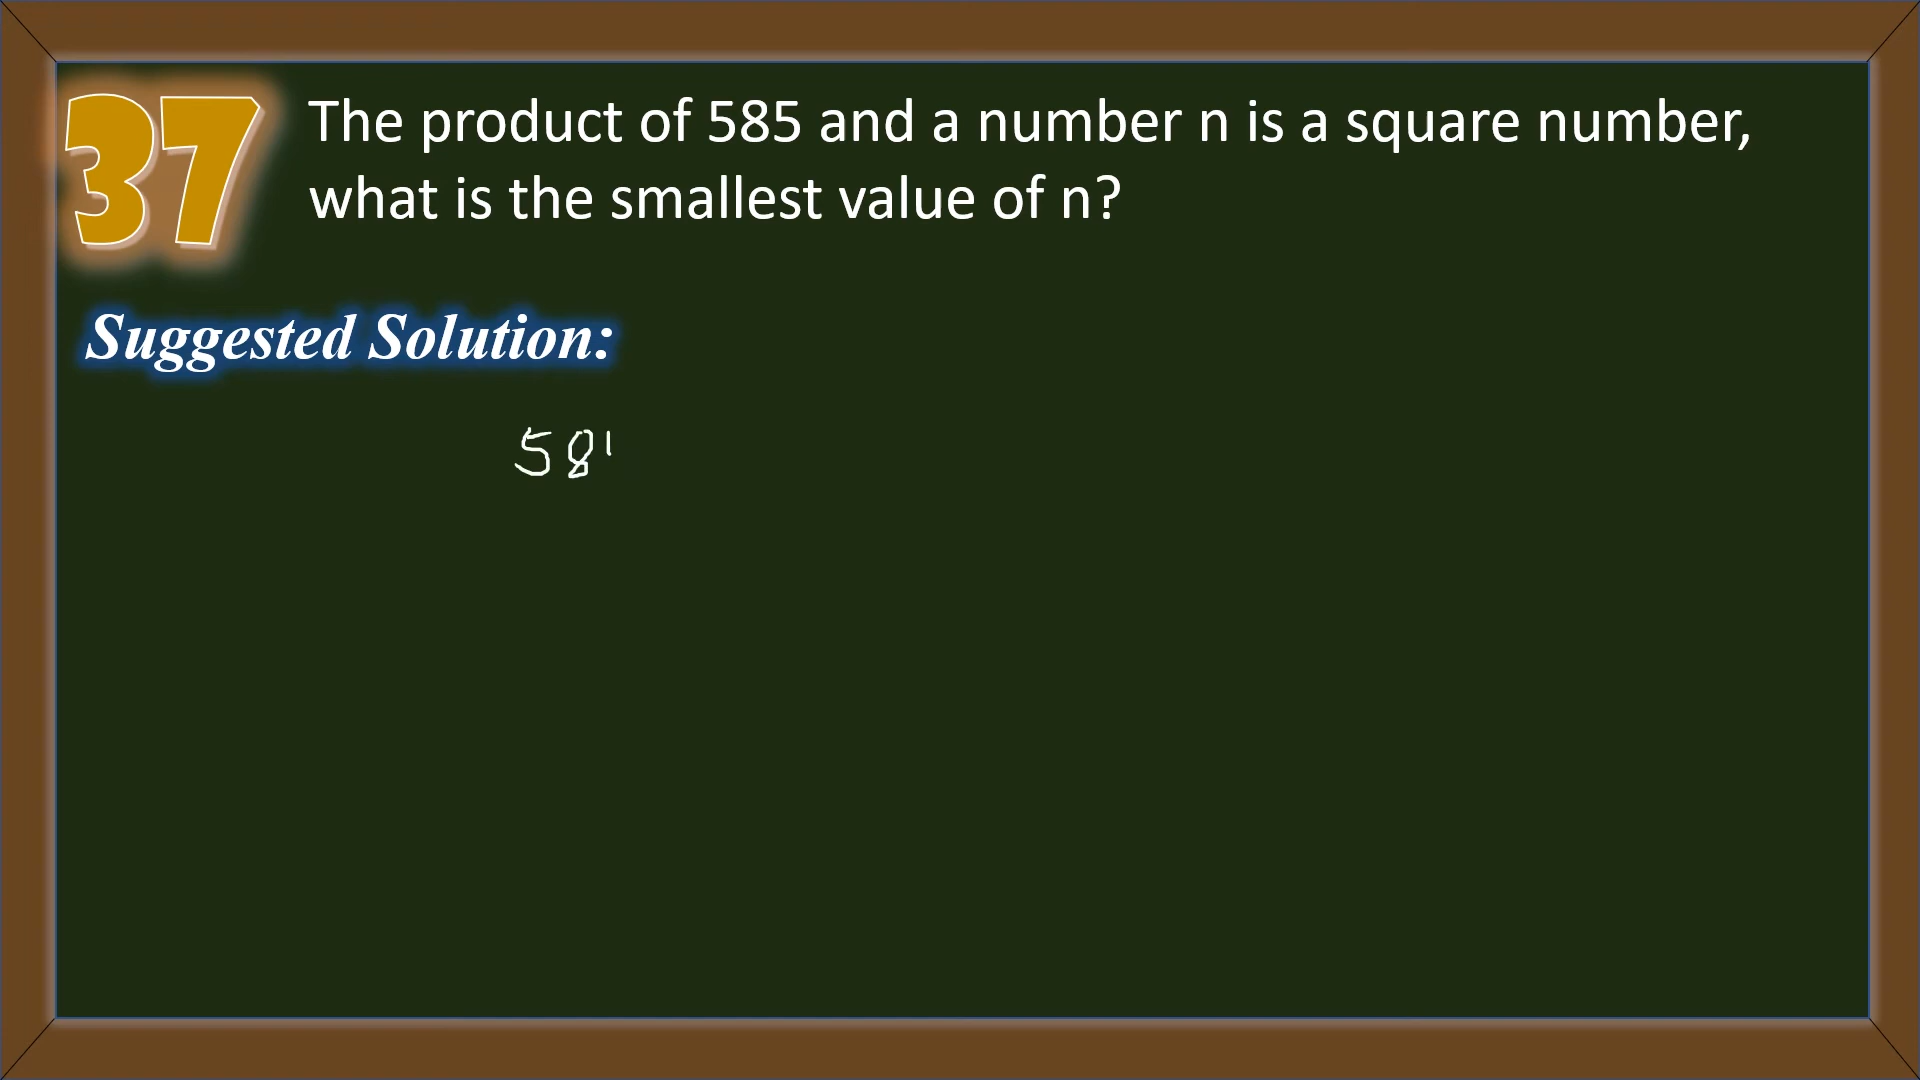 37
The product of 585 and a number n is a square number,
what is the smallest value of n?
Suggested Solution:
58